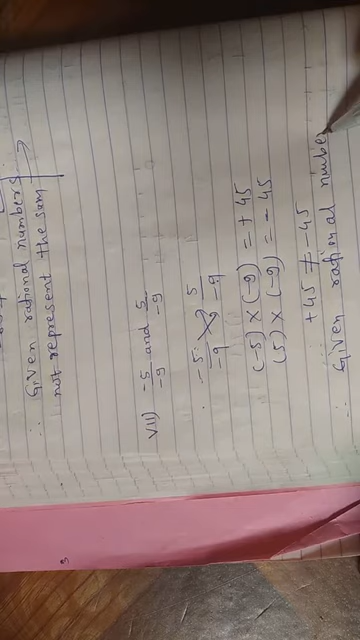 ∴ Given rational numbers
not represent the sam
VII) -5/-9 and 5/-9
-5/-9 5/-9
(-5) × (-9) = +45
(5) × (-9) = -45
+45 ≠ -45
∴ Given rational numbe